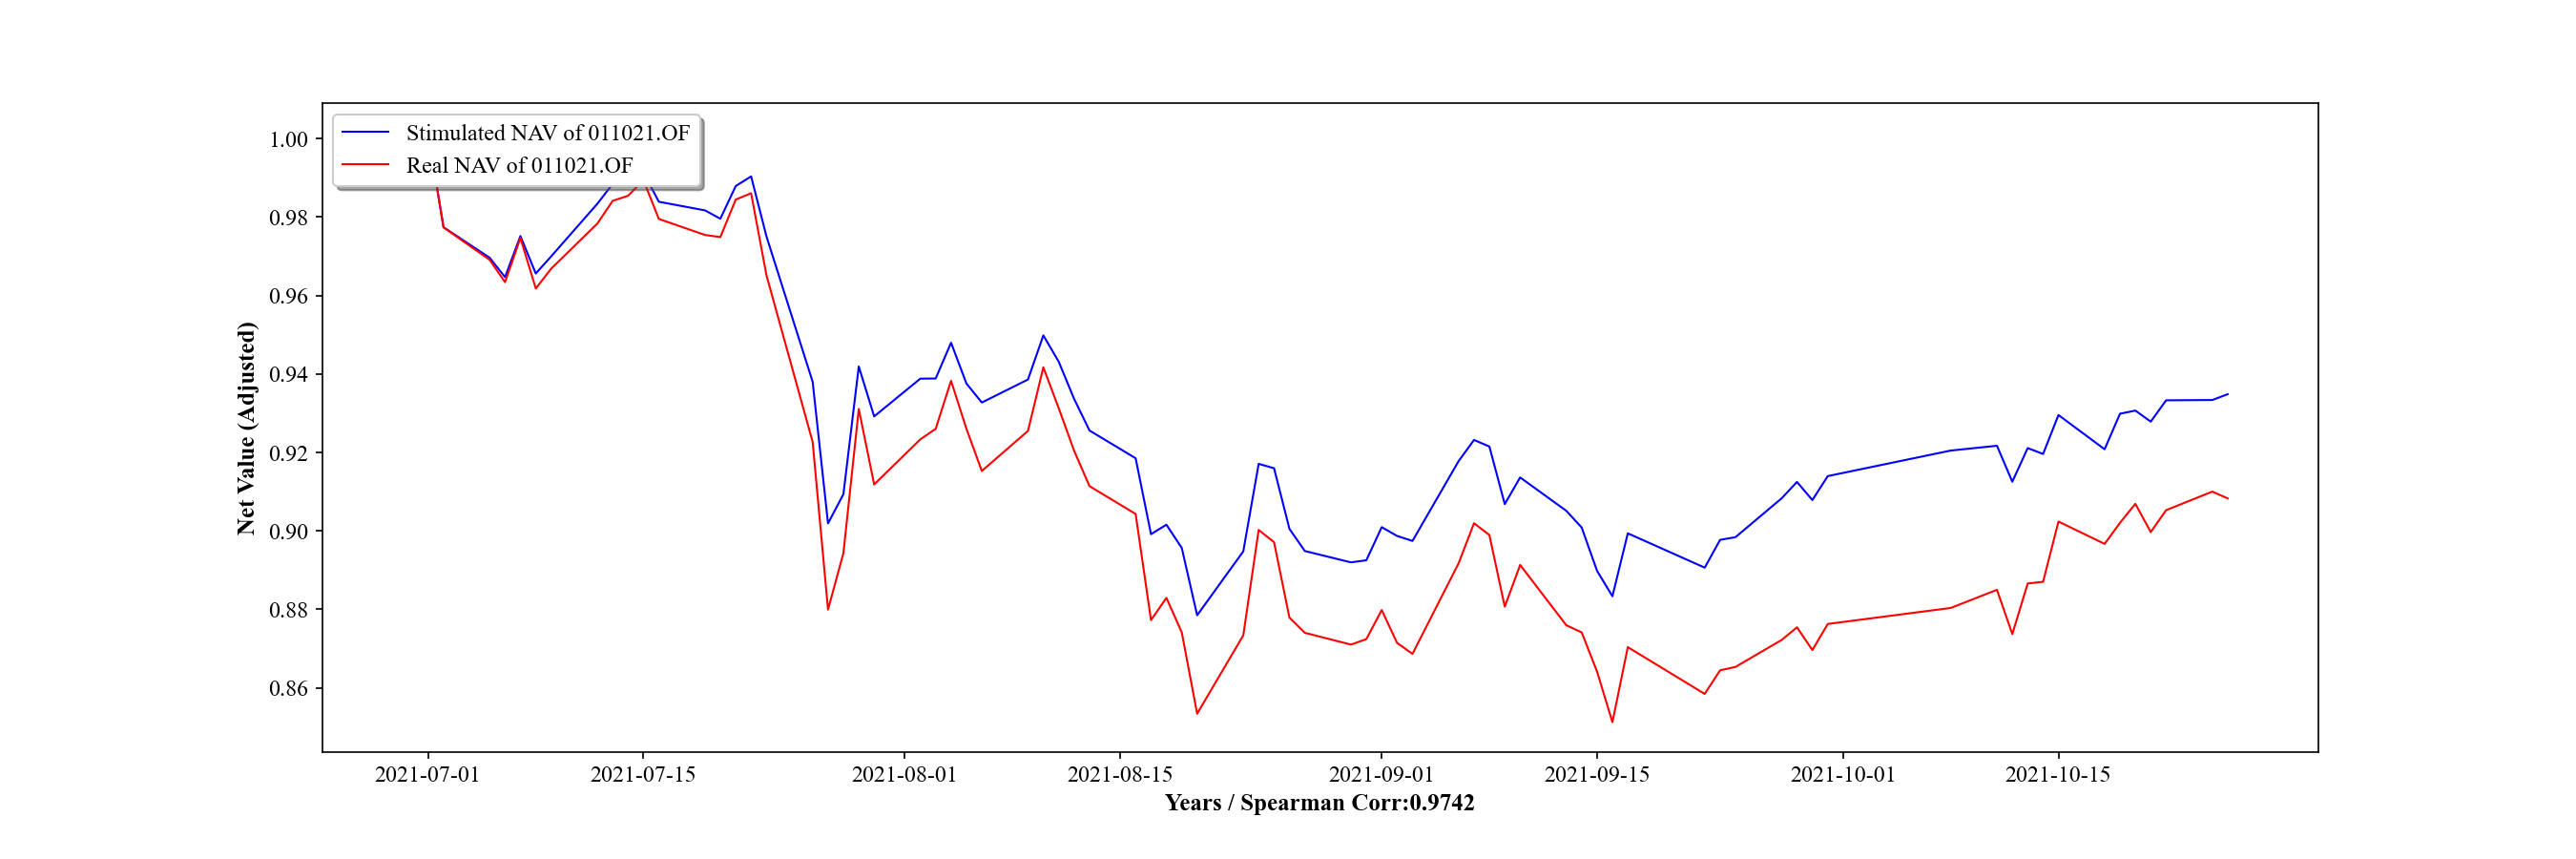 Stimulated NAV of 011021.OF
Real NAV of 011021.OF
1.00
0.98
0.96
0.94
0.92
0.90
0.88
0.86
Net Value (Adjusted)
2021-07-01 2021-07-15 2021-08-01 2021-08-15 2021-09-01 2021-09-15 2021-10-01 2021-10-15
Years / Spearman Corr:0.9742